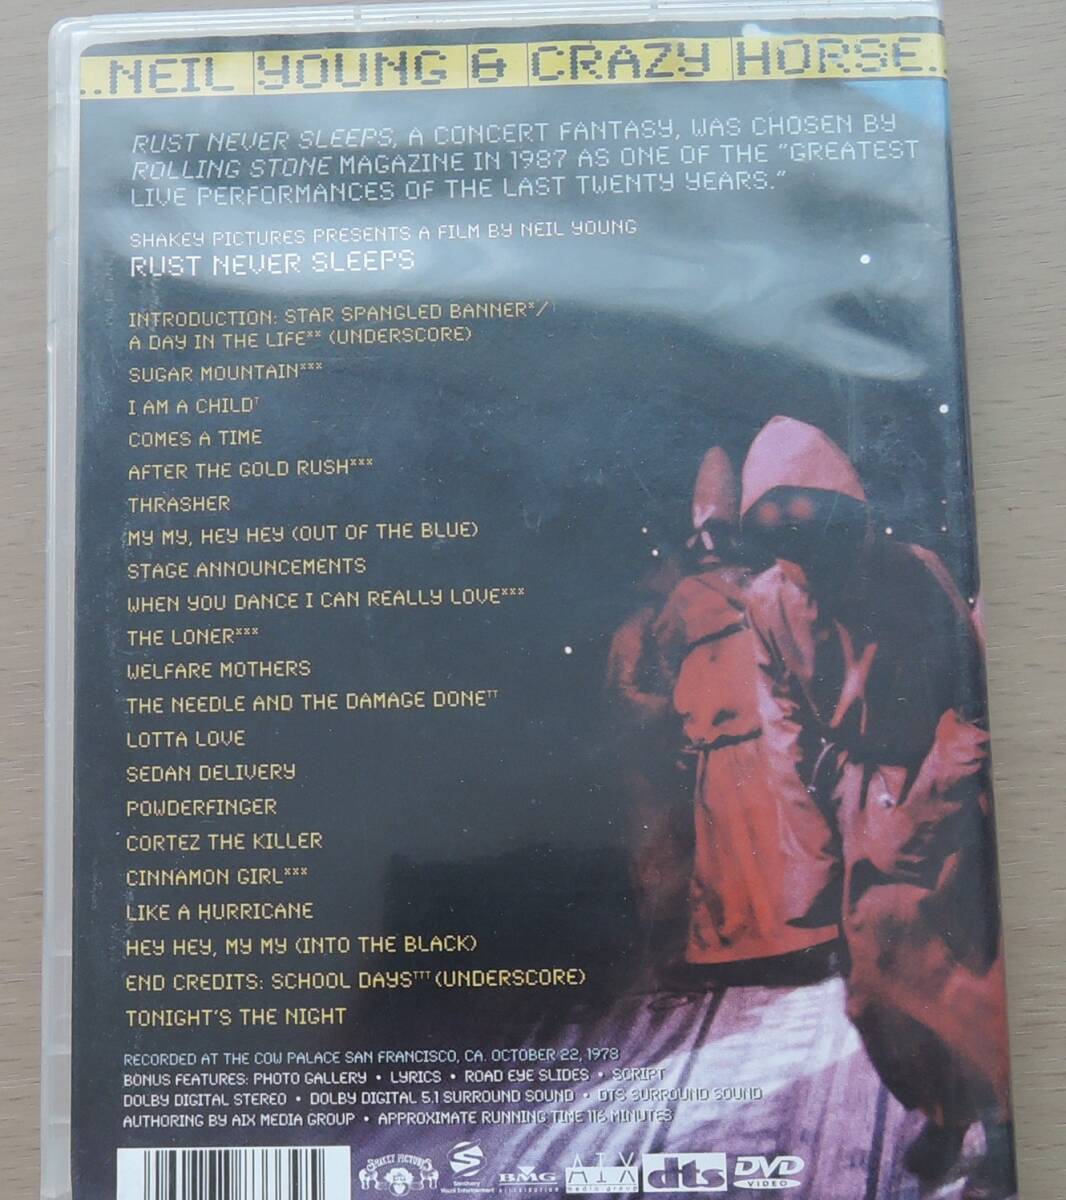 ..NEIL YOUNG & CRAZY HORSE..
RUST NEVER SLEEPS, A CONCERT FANTASY, WAS CHOSEN BY
ROLLING STONE MAGAZINE IN 1987 AS ONE OF THE "GREATEST
LIVE PERFORMANCES OF THE LAST TWENTY YEARS."
SHAKEY PICTURES PRESENTS A FILM BY NEIL YOUNG
RUST NEVER SLEEPS
INTRODUCTION: STAR SPANGLED BANNER*/
A DAY IN THE LIFE** (UNDERSCORE)
SUGAR MOUNTAIN***
I AM A CHILD†
COMES A TIME
AFTER THE GOLD RUSH***
THRASHER
MY MY, HEY HEY (OUT OF THE BLUE)
STAGE ANNOUNCEMENTS
WHEN YOU DANCE I CAN REALLY LOVE***
THE LONER***
WELFARE MOTHERS
THE NEEDLE AND THE DAMAGE DONE††
LOTTA LOVE
SEDAN DELIVERY
POWDERFINGER
CORTEZ THE KILLER
CINNAMON GIRL***
LIKE A HURRICANE
HEY HEY, MY MY (INTO THE BLACK)
END CREDITS: SCHOOL DAYS††† (UNDERSCORE)
TONIGHT'S THE NIGHT
RECORDED AT THE COW PALACE SAN FRANCISCO, CA. OCTOBER 22, 1978
BONUS FEATURES: PHOTO GALLERY • LYRICS • ROAD EYE SLIDES • SCRIPT
DOLBY DIGITAL STEREO • DOLBY DIGITAL 5.1 SURROUND SOUND • DTS SURROUND SOUND
AUTHORING BY AIX MEDIA GROUP • APPROXIMATE RUNNING TIME 116 MINUTES
SHAKEY PICTURES
Sanctuary
Visual Entertainment
BMG
DISTRIBUTION
AIX
media group
dts
DVD
VIDEO